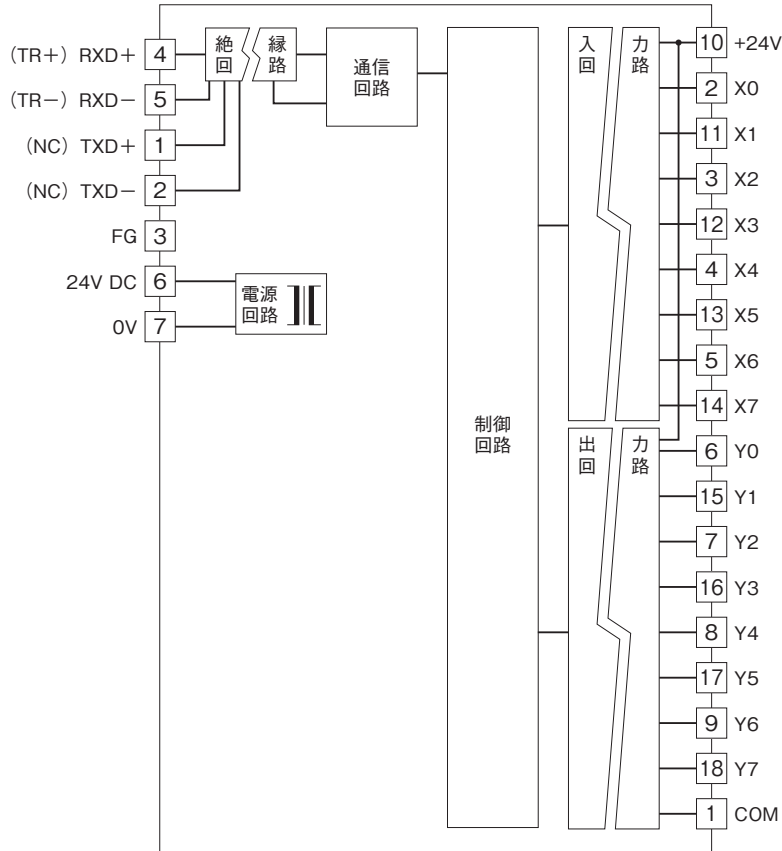 (TR+) RXD+ 4
(TR−) RXD− 5
(NC) TXD+ 1
(NC) TXD− 2
FG 3
24V DC 6
0V 7
絶縁
回路
通信
回路
電源
回路
制御
回路
入力
回路
出力
回路
10 +24V
2 X0
11 X1
3 X2
12 X3
4 X4
13 X5
5 X6
14 X7
6 Y0
15 Y1
7 Y2
16 Y3
8 Y4
17 Y5
9 Y6
18 Y7
1 COM